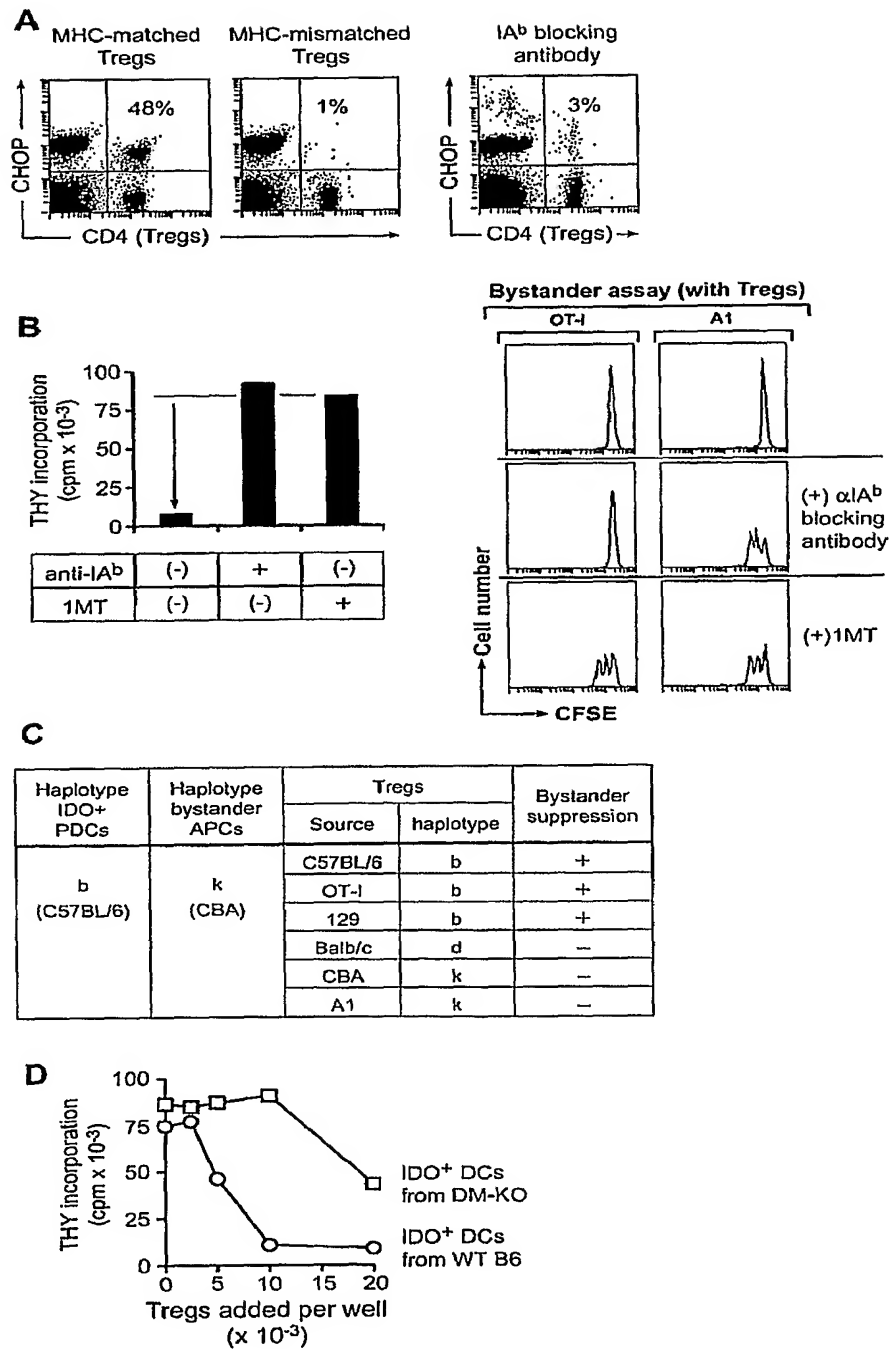 A
MHC-matched
Tregs
MHC-mismatched
Tregs
IAᵇ blocking
antibody
48%
1%
3%
CHOP
CHOP
CD4 (Tregs)
CD4 (Tregs)
B
THY incorporation
(cpm x 10⁻³)
100
75
50
25
0
anti-IAᵇ (-) + (-)
1MT (-) (-) +
Bystander assay (with Tregs)
OT-I A1
(+) αIAᵇ
blocking
antibody
(+)1MT
Cell number
CFSE
C
Haplotype
IDO+
PDCs
Haplotype
bystander
APCs
Tregs
Source haplotype
Bystander
suppression
b
(C57BL/6)
k
(CBA)
C57BL/6 b +
OT-I b +
129 b +
Balb/c d –
CBA k –
A1 k –
D
THY incorporation
(cpm x 10⁻³)
100
75
50
25
0
0 5 10 15 20
Tregs added per well
(x 10⁻³)
IDO⁺ DCs
from DM-KO
IDO⁺ DCs
from WT B6